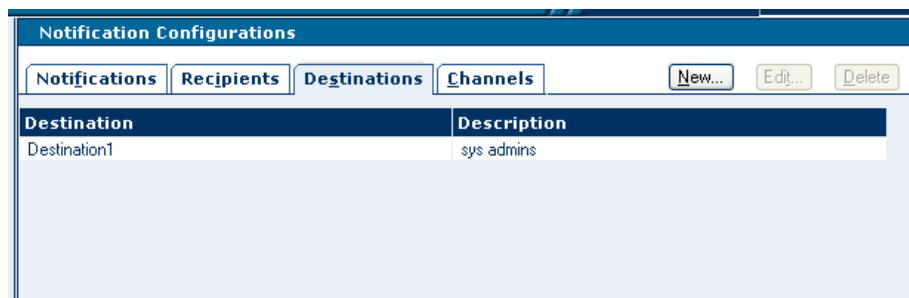 Notification Configurations
Notifications Recipients Destinations Channels New... Edit... Delete
Destination Description
Destination1 sys admins